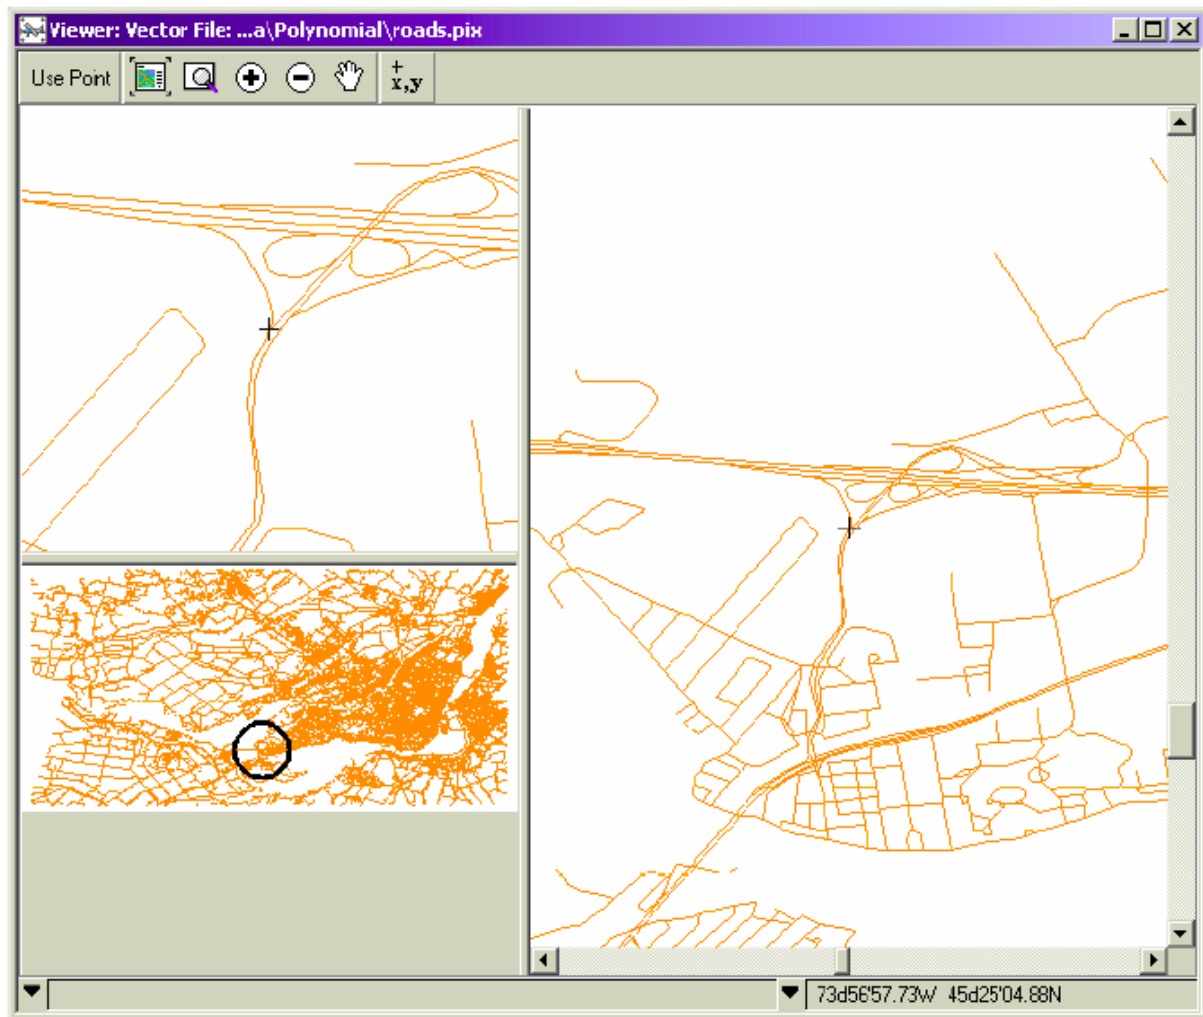 Viewer: Vector File: ...a\Polynomial\roads.pix
Use Point
x,y
73d56'57.73W 45d25'04.88N